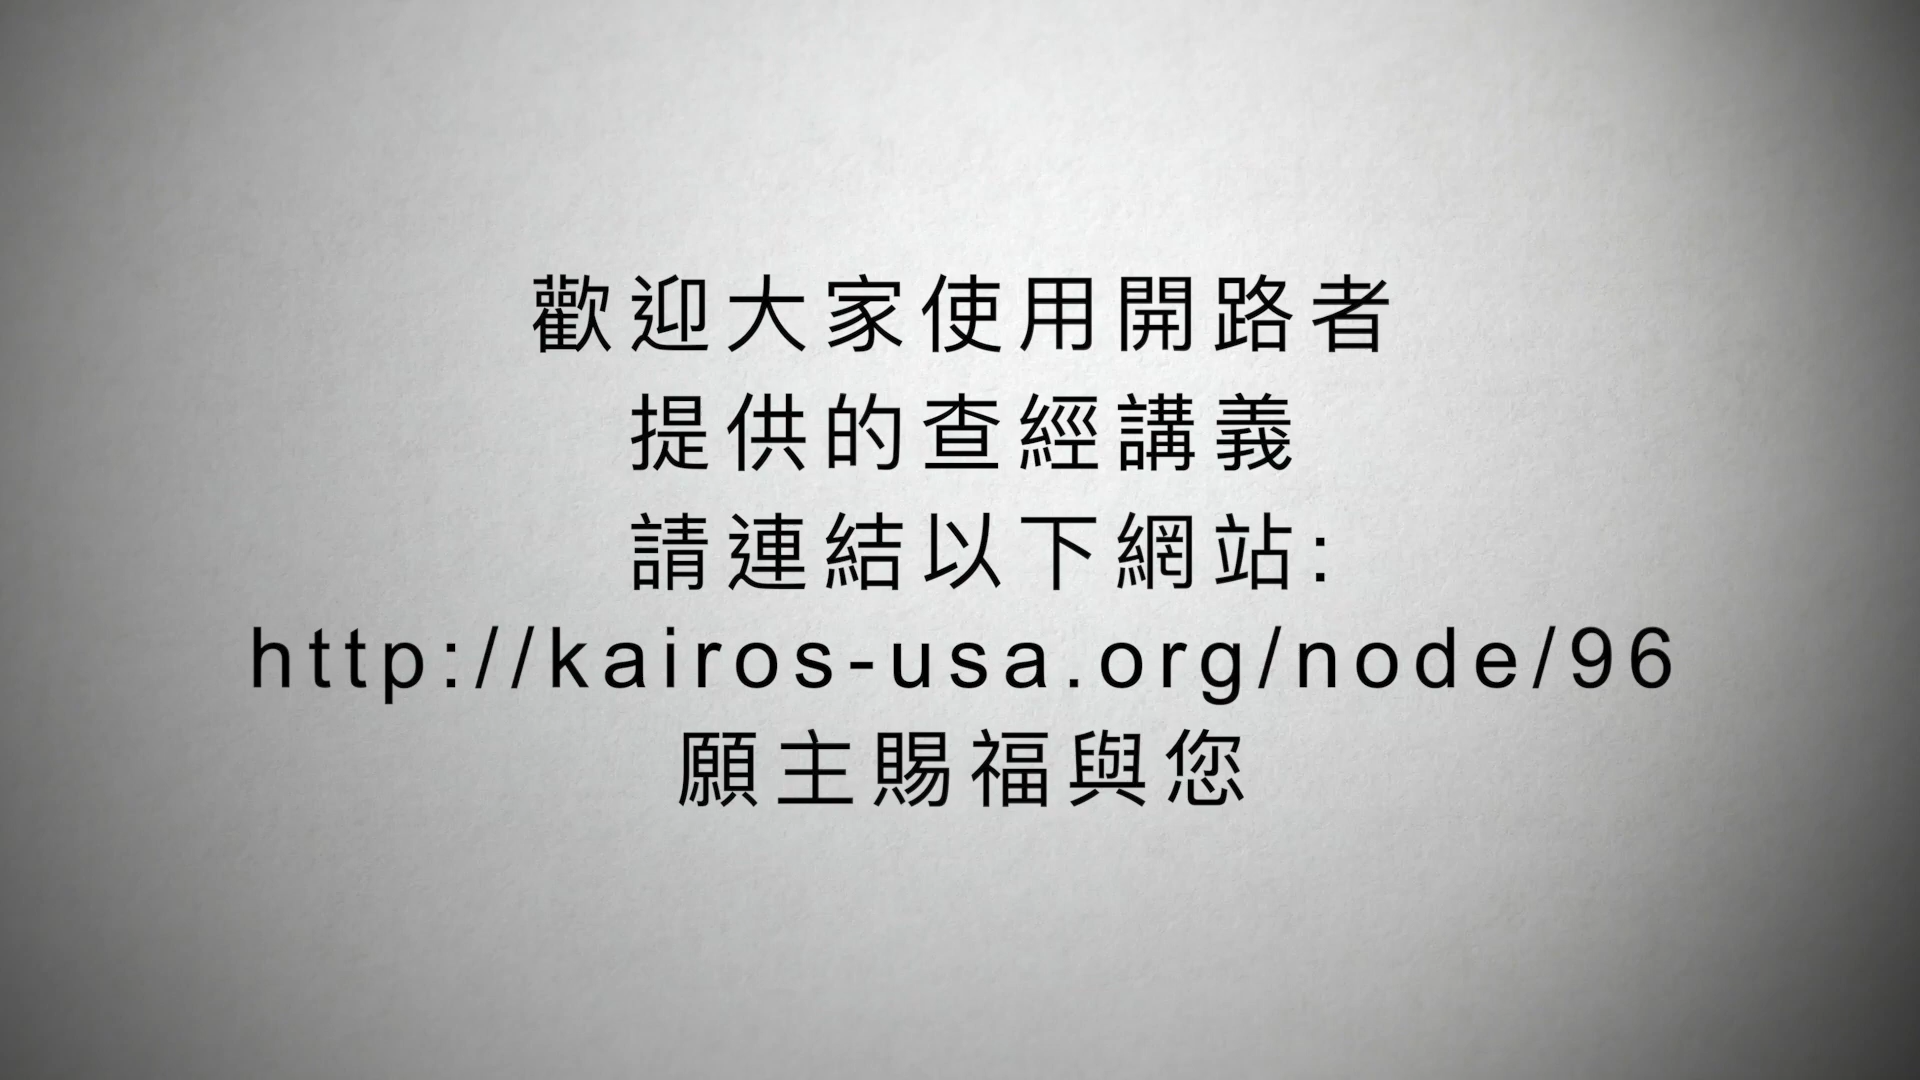 歡迎大家使用開路者
提供的查經講義
請連結以下網站:
http://kairos-usa.org/node/96
願主賜福與您